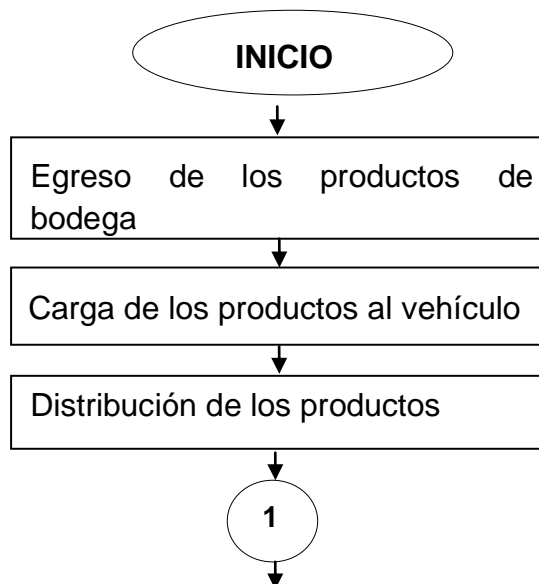 INICIO
Egreso de los productos de
bodega
Carga de los productos al vehículo
Distribución de los productos
1